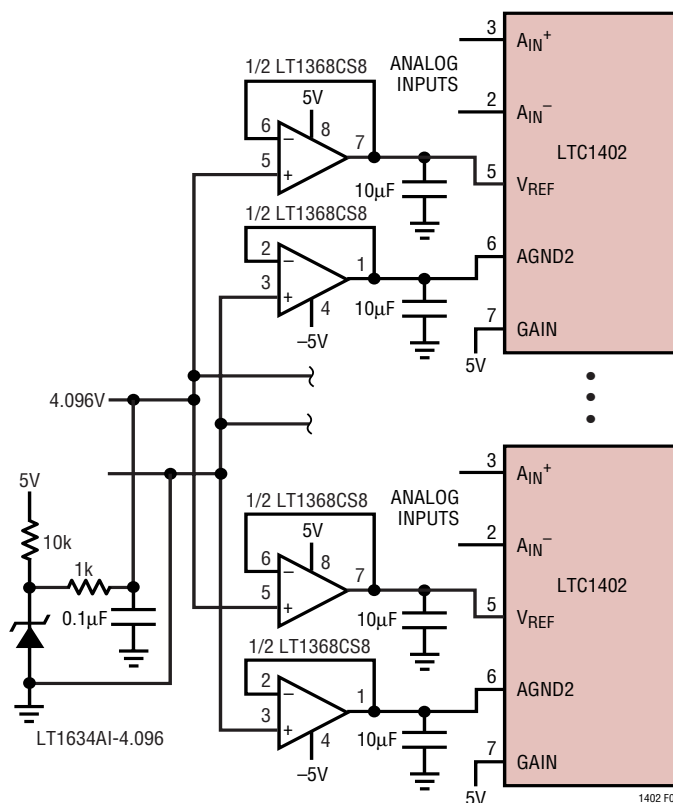 3
A_IN+
ANALOG
INPUTS
1/2 LT1368CS8
5V
2
A_IN–
6
–
8
7
LTC1402
5
+
10µF
5
V_REF
1/2 LT1368CS8
6
AGND2
2
–
1
3
+
4
10µF
–5V
7
GAIN
5V
4.096V
3
A_IN+
5V
ANALOG
INPUTS
1/2 LT1368CS8
5V
2
A_IN–
10k
6
–
8
7
LTC1402
1k
5
+
10µF
5
V_REF
0.1µF
1/2 LT1368CS8
6
AGND2
2
–
1
3
+
4
10µF
LT1634AI-4.096
–5V
7
GAIN
5V